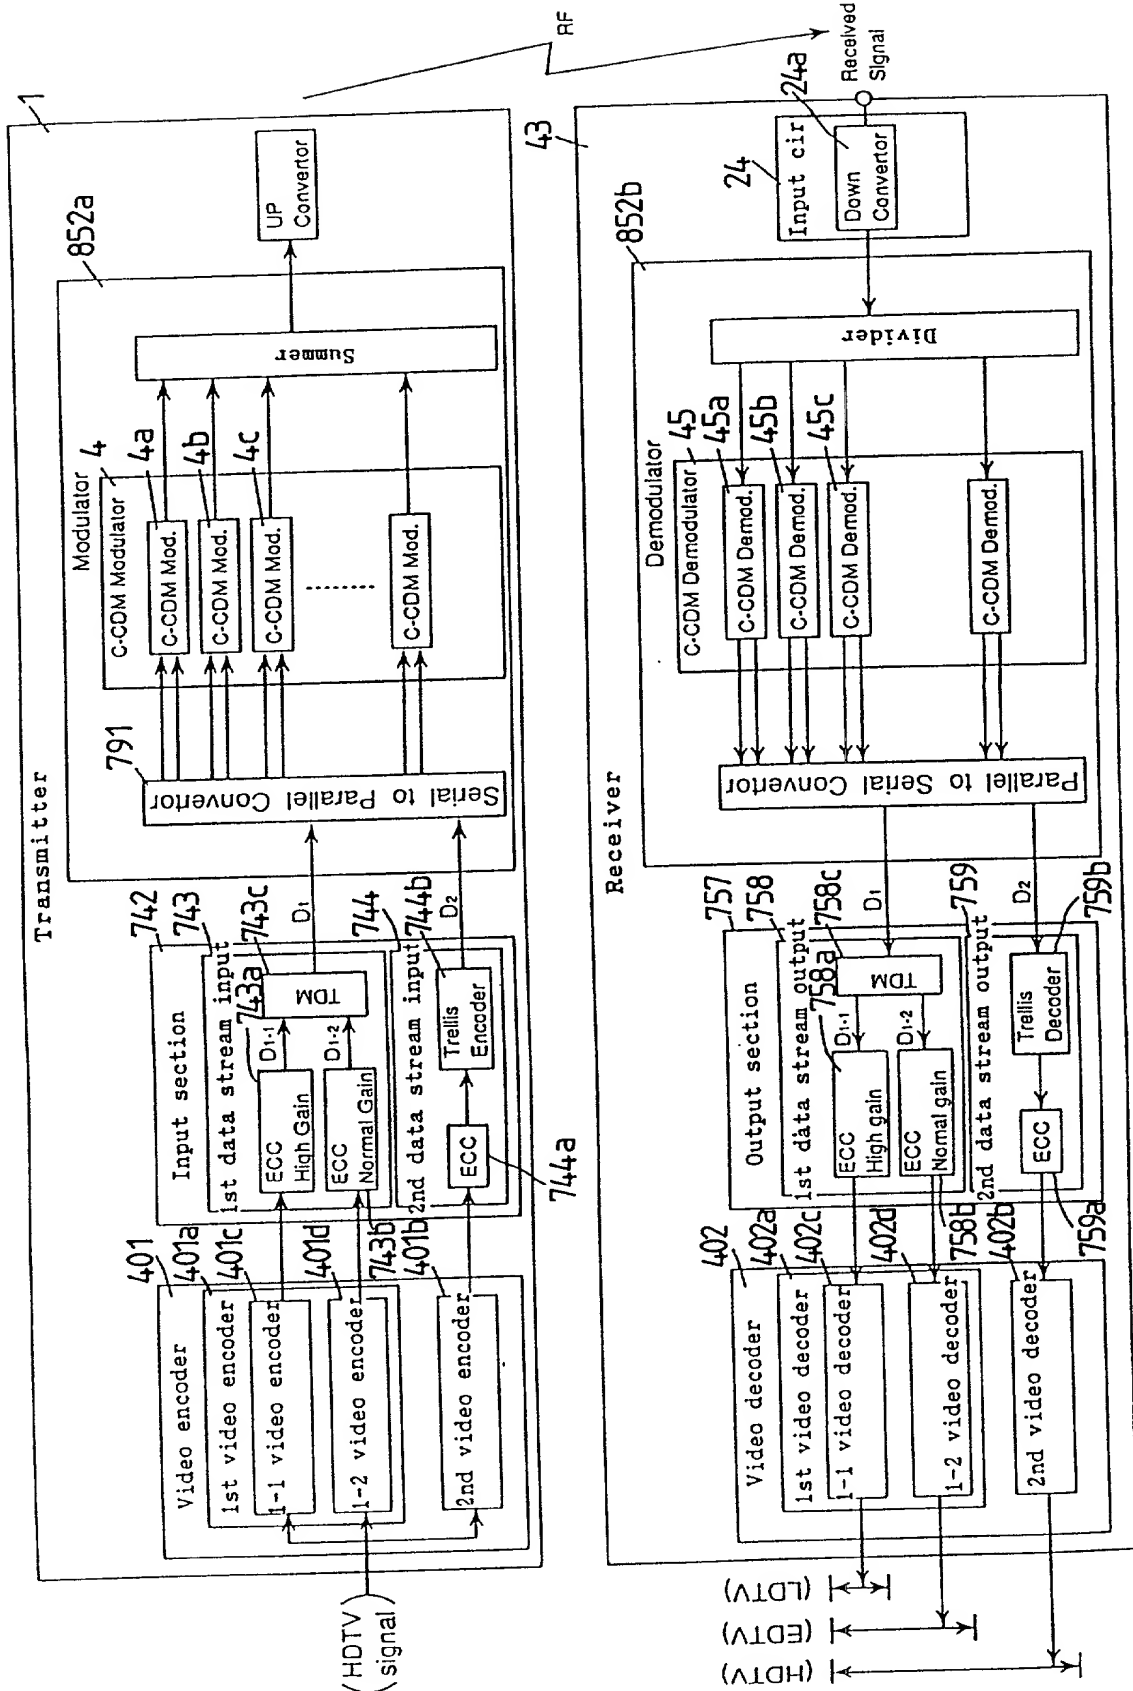 Transmitter
1
(HDTV
signal)
Video encoder
401
1st video encoder
401a
1-1 video encoder
401c
1-2 video encoder
401d
2nd video encoder
401b
Input section
742
1st data stream input
743
743a
ECC
High Gain
D1-1
743b
ECC
Normal Gain
D1-2
743c
TDM
D1
2nd data stream input
744
744a
ECC
744b
Trellis
Encoder
D2
Modulator
852a
791
Serial to Parallel Convertor
C-CDM Modulator
4
C-CDM Mod.
4a
C-CDM Mod.
4b
C-CDM Mod.
4c
C-CDM Mod.
Summer
UP
Convertor
RF
Receiver
43
Received
Signal
Input cir
24
24a
Down
Convertor
Demodulator
852b
Divider
C-CDM Demodulator
45
C-CDM Demod.
45a
C-CDM Demod.
45b
C-CDM Demod.
45c
C-CDM Demod.
Parallel to Serial Convertor
D1
D2
Output section
757
1st data stream output
758
758a
758c
TDM
D1-1
D1-2
ECC
High gain
ECC
Nomal gain
758b
2nd data stream output
759
759b
Trellis
Decoder
ECC
759a
Video decoder
402
1st video decoder
402a
1-1 video decoder
402c
1-2 video decoder
402d
2nd video decoder
402b
(LDTV)
(EDTV)
(HDTV)